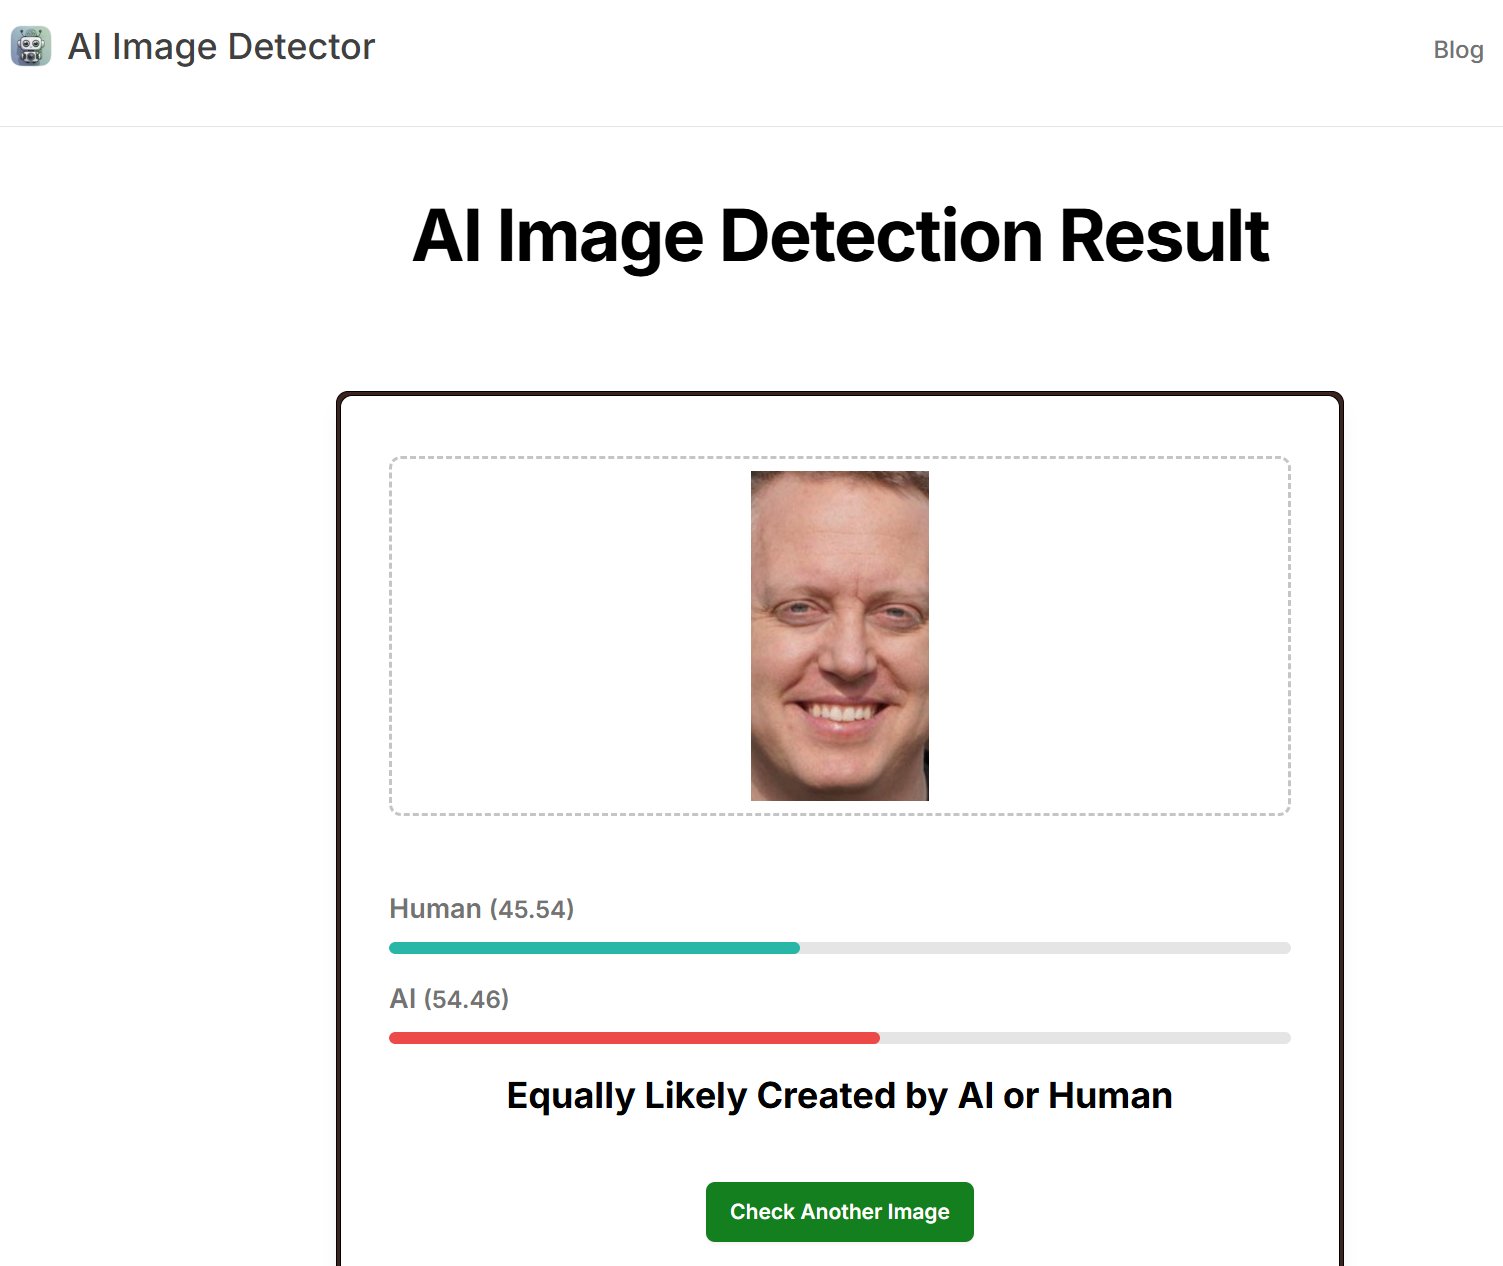 AI Image Detector
Blog
AI Image Detection Result
Human (45.54)
AI (54.46)
Equally Likely Created by AI or Human
Check Another Image